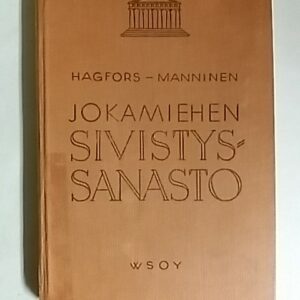 HAGFORS – MANNINEN
JOKAMIEHEN
SIVISTYS-
SANASTO
WSOY